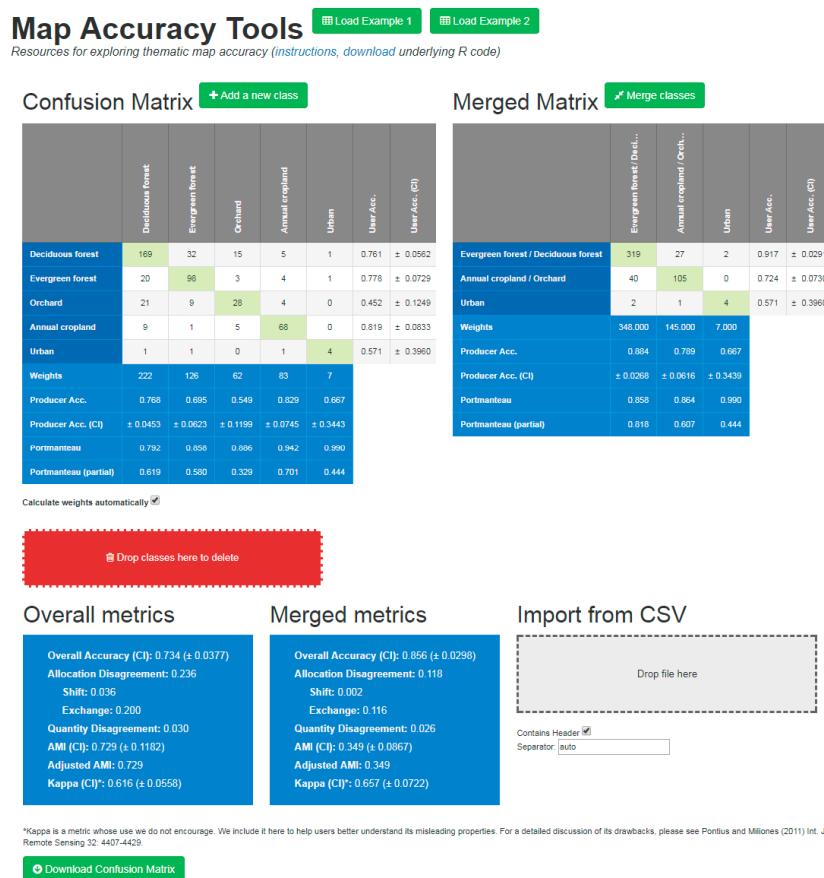 Map Accuracy Tools
Load Example 1
Load Example 2
Resources for exploring thematic map accuracy (instructions, download underlying R code)
Confusion Matrix
Add a new class
Deciduous forest Evergreen forest Orchard Annual cropland Urban User Acc. User Acc. (CI)
Deciduous forest 169 32 15 5 1 0.761 ± 0.0562
Evergreen forest 20 98 3 4 1 0.778 ± 0.0729
Orchard 21 9 28 4 0 0.452 ± 0.1249
Annual cropland 9 1 5 68 0 0.819 ± 0.0833
Urban 1 1 0 1 4 0.571 ± 0.3960
Weights 222 126 62 83 7
Producer Acc. 0.768 0.695 0.549 0.829 0.667
Producer Acc. (CI) ± 0.0453 ± 0.0623 ± 0.1199 ± 0.0745 ± 0.3443
Portmanteau 0.792 0.858 0.886 0.942 0.990
Portmanteau (partial) 0.619 0.580 0.329 0.701 0.444
Calculate weights automatically
Drop classes here to delete
Merged Matrix
Merge classes
Evergreen forest / Deci... Annual cropland / Orch... Urban User Acc. User Acc. (CI)
Evergreen forest / Deciduous forest 319 27 2 0.917 ± 0.029
Annual cropland / Orchard 40 105 0 0.724 ± 0.073
Urban 2 1 4 0.571 ± 0.396
Weights 348.000 145.000 7.000
Producer Acc. 0.884 0.789 0.667
Producer Acc. (CI) ± 0.0268 ± 0.0616 ± 0.3439
Portmanteau 0.858 0.864 0.990
Portmanteau (partial) 0.818 0.607 0.444
Overall metrics
Overall Accuracy (CI): 0.734 (± 0.0377)
Allocation Disagreement: 0.236
Shift: 0.036
Exchange: 0.200
Quantity Disagreement: 0.030
AMI (CI): 0.729 (± 0.1182)
Adjusted AMI: 0.729
Kappa (CI)*: 0.616 (± 0.0558)
Merged metrics
Overall Accuracy (CI): 0.856 (± 0.0298)
Allocation Disagreement: 0.118
Shift: 0.002
Exchange: 0.116
Quantity Disagreement: 0.026
AMI (CI): 0.349 (± 0.0867)
Adjusted AMI: 0.349
Kappa (CI)*: 0.657 (± 0.0722)
Import from CSV
Drop file here
Contains Header
Separator: auto
*Kappa is a metric whose use we do not encourage. We include it here to help users better understand its misleading properties. For a detailed discussion of its drawbacks, please see Pontius and Miliones (2011) Int. J
Remote Sensing 32: 4407-4429.
Download Confusion Matrix